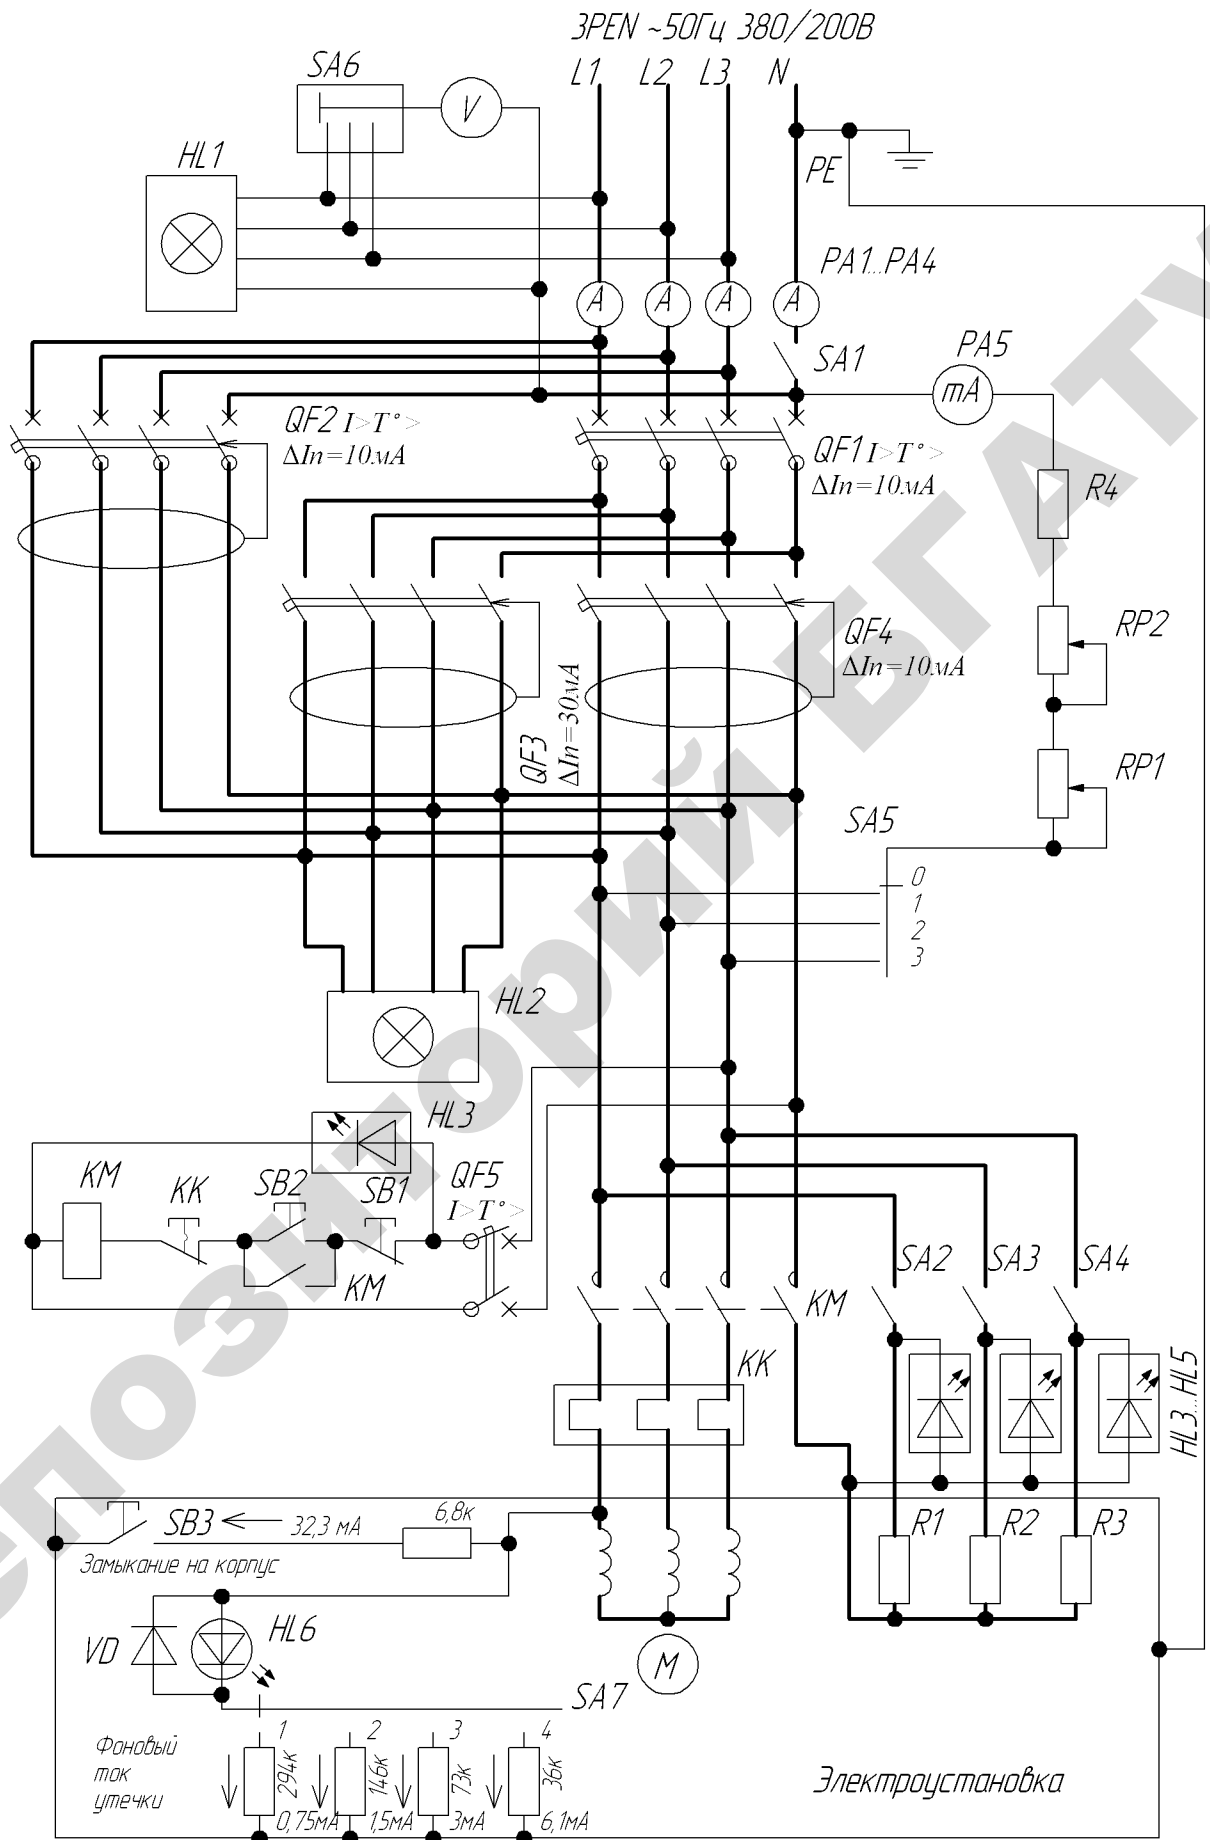 3PEN ~50Гц 380/200В
L1 L2 L3 N
SA6
V
HL1
PE
PA1...PA4
A A A A
SA1
PA5
mA
QF2 I>T°>
ΔIn=10мА
QF1 I>T°>
ΔIn=10мА
R4
RP2
QF4
ΔIn=10мА
QF3
ΔIn=30мА
RP1
SA5
0
1
2
3
HL2
HL3
KM
KK
SB2
SB1
QF5
I>T°>
KM
SA2 SA3 SA4
KM
KK
HL3...HL5
SB3
32,3 мА
6,8к
Замыкание на корпус
R1 R2 R3
VD
HL6
M
SA7
Фоновый
ток
утечки
1 2 3 4
294к 146к 73к 36к
0,75мА 1,5мА 3мА 6,1мА
Электроустановка
епозиторий БГАТУ